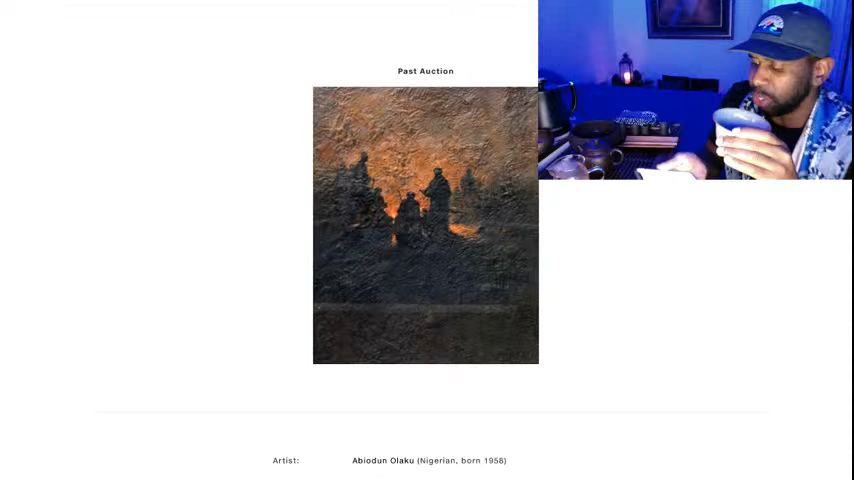 Past Auction
Artist: Abiodun Olaku (Nigerian, born 1958)